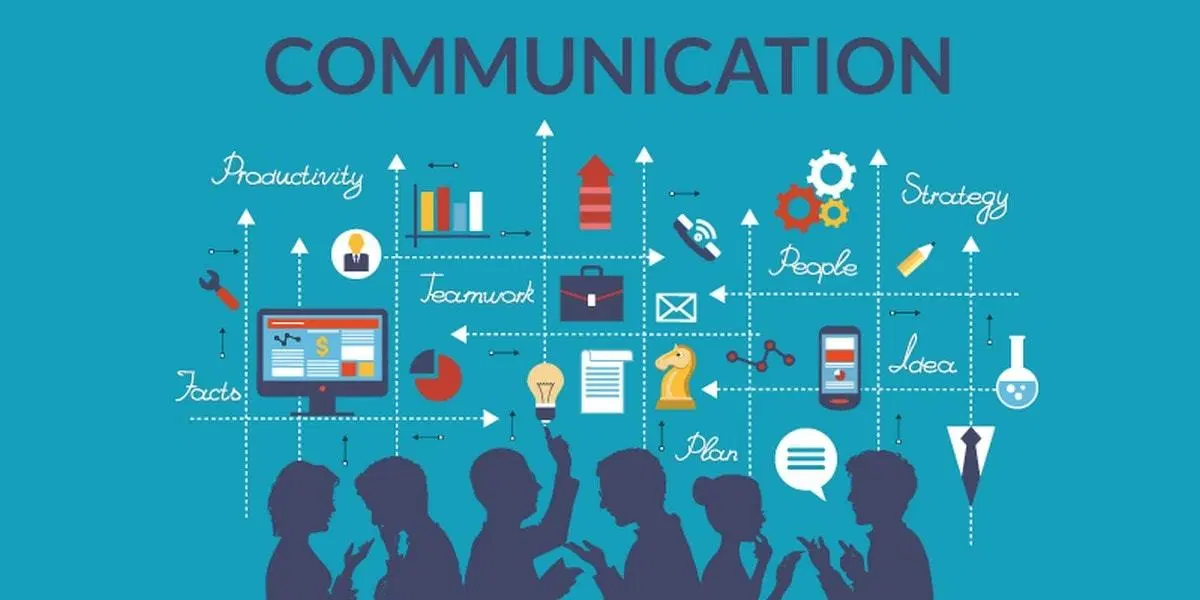 COMMUNICATION
Productivity
Strategy
People
Teamwork
Idea
Facts
Plan
$